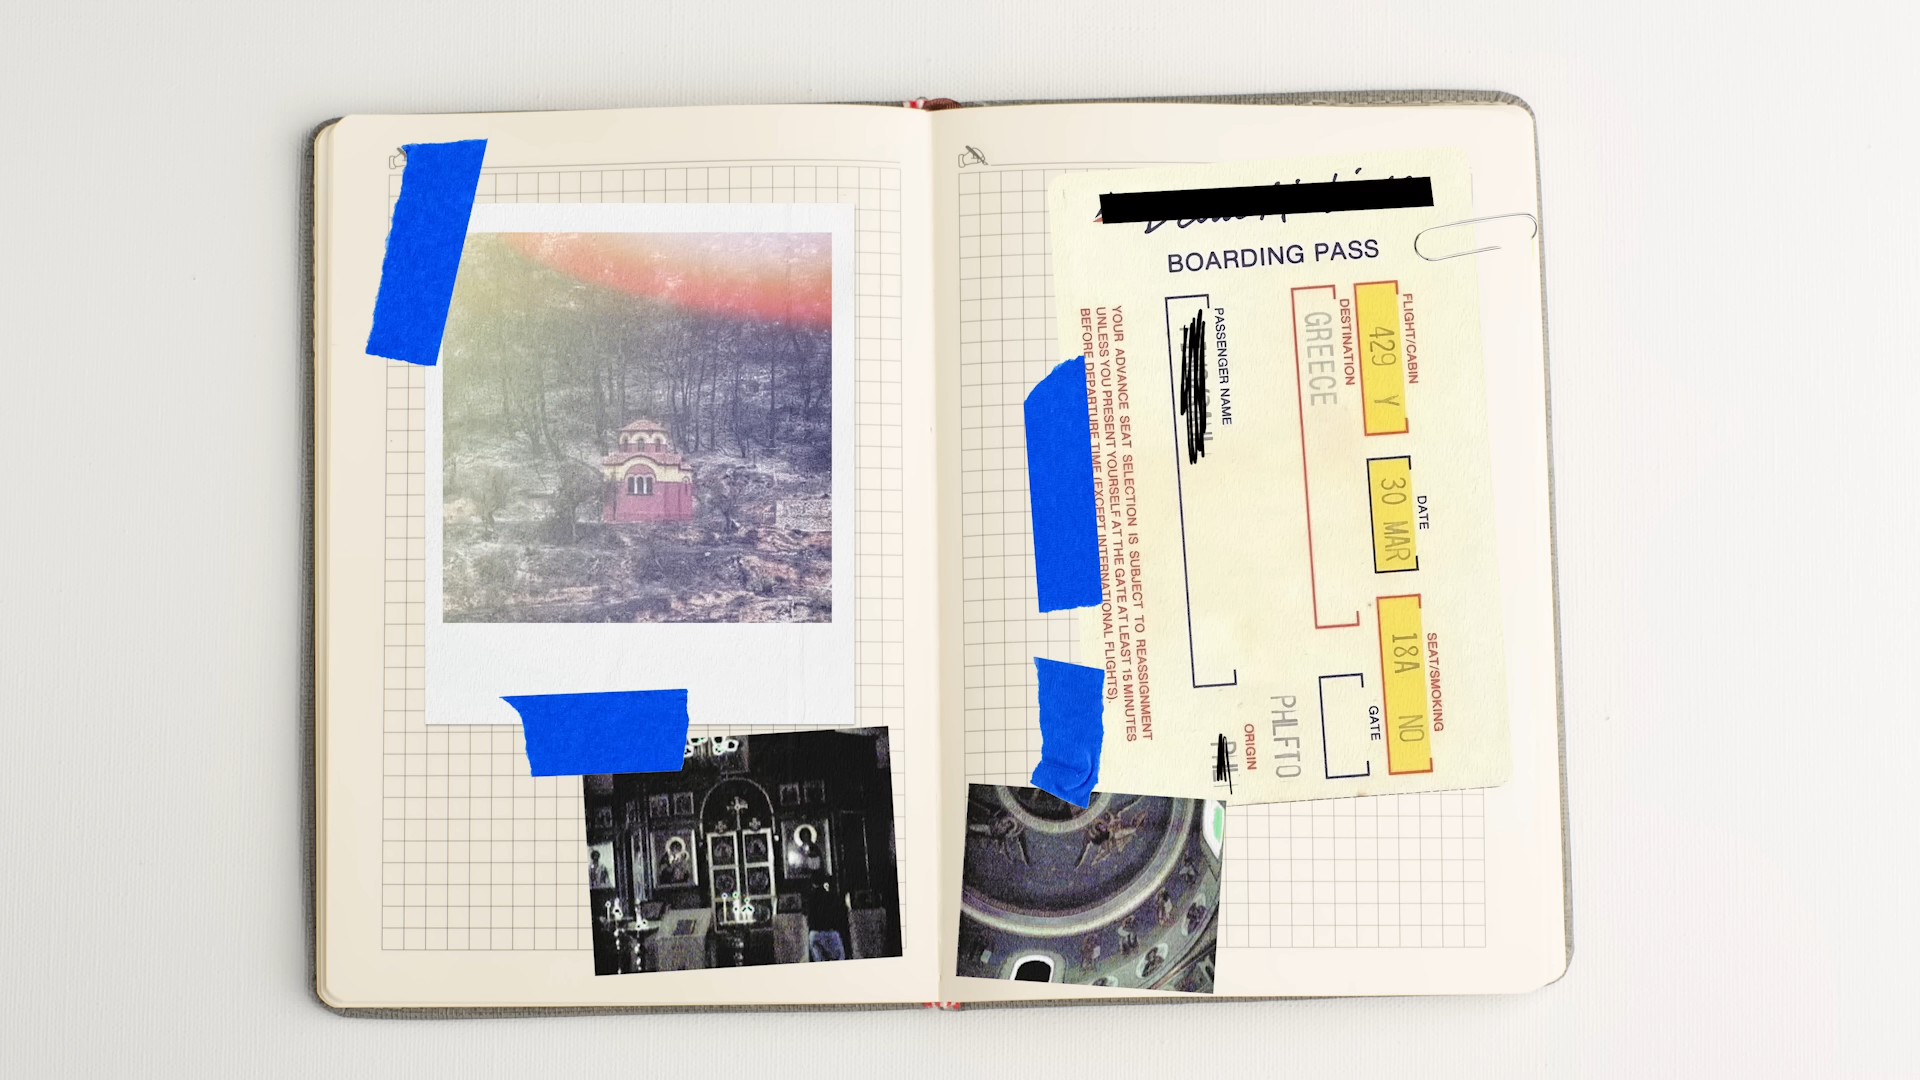 BOARDING PASS
FLIGHT/CABIN
429 Y
DATE
30 MAR
SEAT/SMOKING
18A NO
DESTINATION
GREECE
GATE
PASSENGER NAME
PHLFTO
ORIGIN
YOUR ADVANCE SEAT SELECTION IS SUBJECT TO REASSIGNMENT
UNLESS YOU PRESENT YOURSELF AT THE GATE AT LEAST 15 MINUTES
BEFORE DEPARTURE TIME (EXCEPT INTERNATIONAL FLIGHTS).